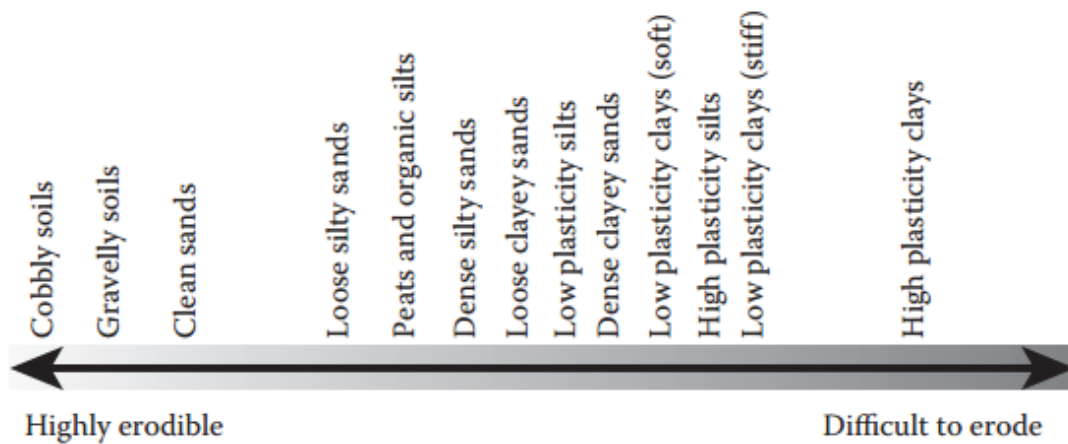 Cobbly soils
Gravelly soils
Clean sands
Loose silty sands
Peats and organic silts
Dense silty sands
Loose clayey sands
Low plasticity silts
Dense clayey sands
Low plasticity clays (soft)
High plasticity silts
Low plasticity clays (stiff)
High plasticity clays
Highly erodible
Difficult to erode